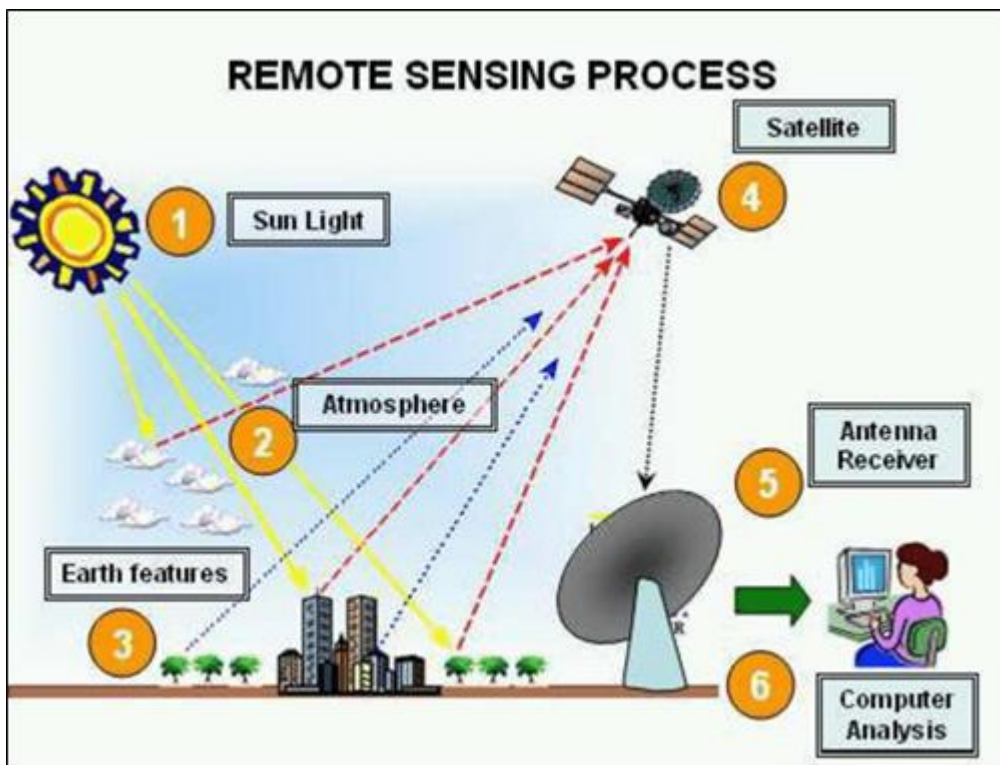 REMOTE SENSING PROCESS
Satellite
4
1
Sun Light
Atmosphere
2
Antenna
Receiver
5
Earth features
3
6
Computer
Analysis